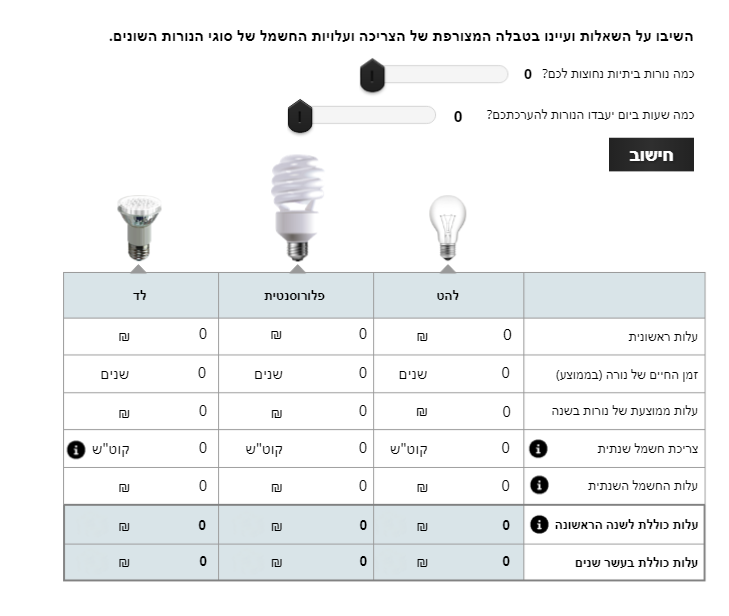 השיבו על השאלות ועיינו בטבלה המצורפת של הצריכה ועלויות החשמל של סוגי הנורות השונים.
כמה נורות ביתיות נחוצות לכם? 0
כמה שעות ביום יעבדו הנורות להערכתכם? 0
חישוב
להט פלורוסנטית לד
עלות ראשונית 0 ₪ 0 ₪ 0 ₪
זמן החיים של נורה (בממוצע) 0 שנים 0 שנים 0 שנים
עלות ממוצעת של נורות בשנה 0 ₪ 0 ₪ 0 ₪
צריכת חשמל שנתית 0 קוט"ש 0 קוט"ש 0 קוט"ש
עלות החשמל השנתית 0 ₪ 0 ₪ 0 ₪
עלות כוללת לשנה הראשונה 0 ₪ 0 ₪ 0 ₪
עלות כוללת בעשר שנים 0 ₪ 0 ₪ 0 ₪